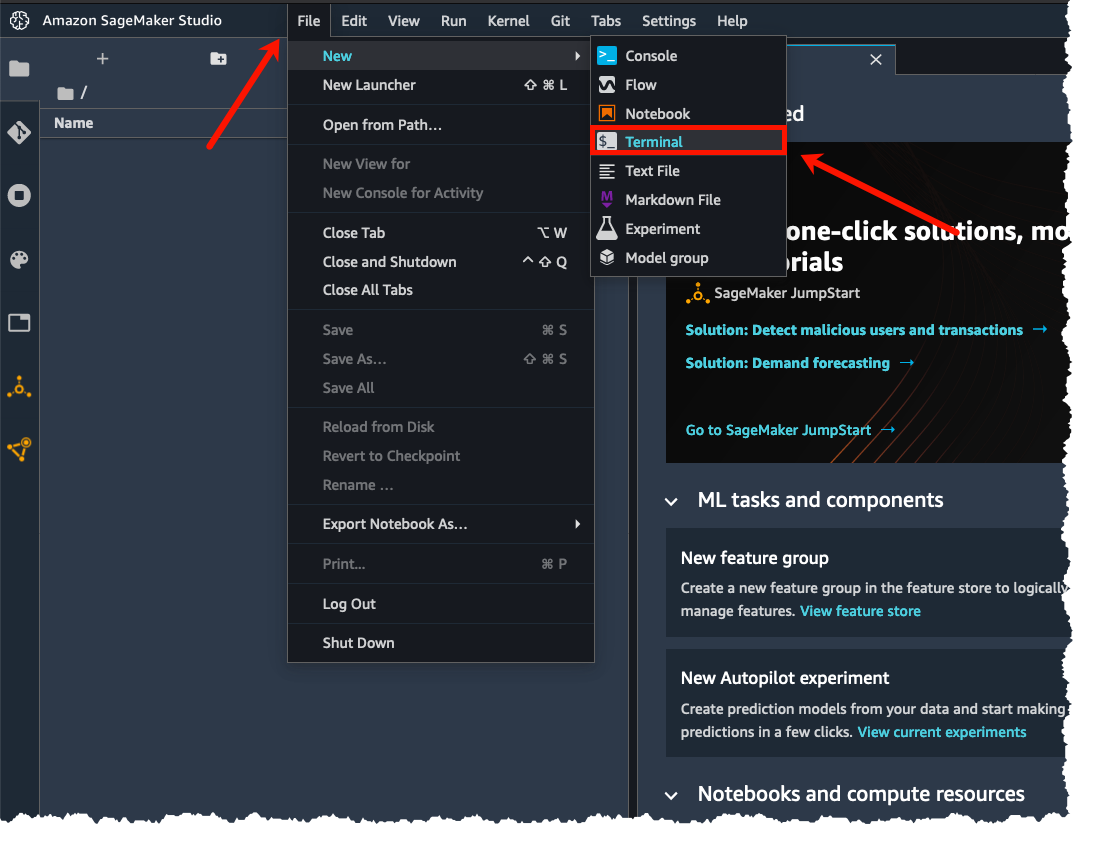 Amazon SageMaker Studio
File Edit View Run Kernel Git Tabs Settings Help
/
Name
New
New Launcher ⇧ ⌘ L
Open from Path…
New View for
New Console for Activity
Close Tab ⌥ W
Close and Shutdown ^ ⇧ Q
Close All Tabs
Save ⌘ S
Save As… ⇧ ⌘ S
Save All
Reload from Disk
Revert to Checkpoint
Rename …
Export Notebook As…
Print... ⌘ P
Log Out
Shut Down
>_ Console
Flow
Notebook
$_ Terminal
Text File
M Markdown File
Experiment
Model group
one-click solutions,
SageMaker JumpStart
Solution: Detect malicious users and transactions →
Solution: Demand forecasting →
Go to SageMaker JumpStart →
ML tasks and components
New feature group
Create a new feature group in the feature store to logically
manage features. View feature store
New Autopilot experiment
Create prediction models from your data and start making
predictions in a few clicks. View current experiments
Notebooks and compute resources